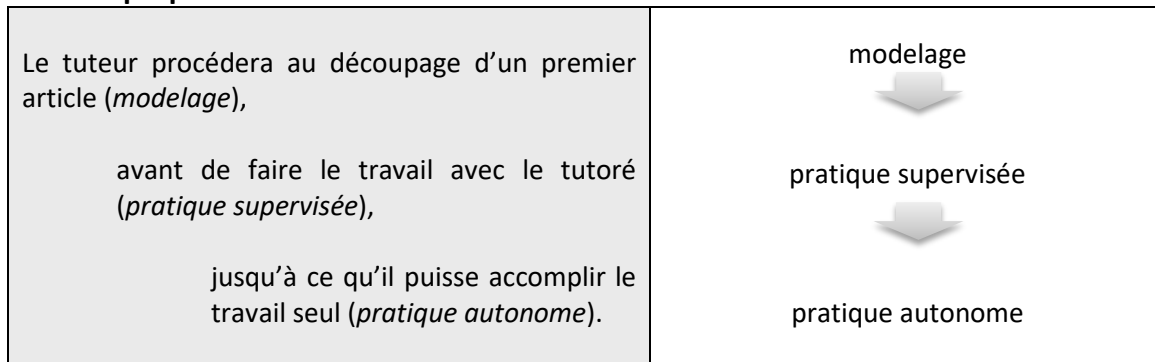 Le tuteur procédera au découpage d’un premier
article (modelage),
avant de faire le travail avec le tutoré
(pratique supervisée),
jusqu’à ce qu’il puisse accomplir le
travail seul (pratique autonome).
modelage
pratique supervisée
pratique autonome